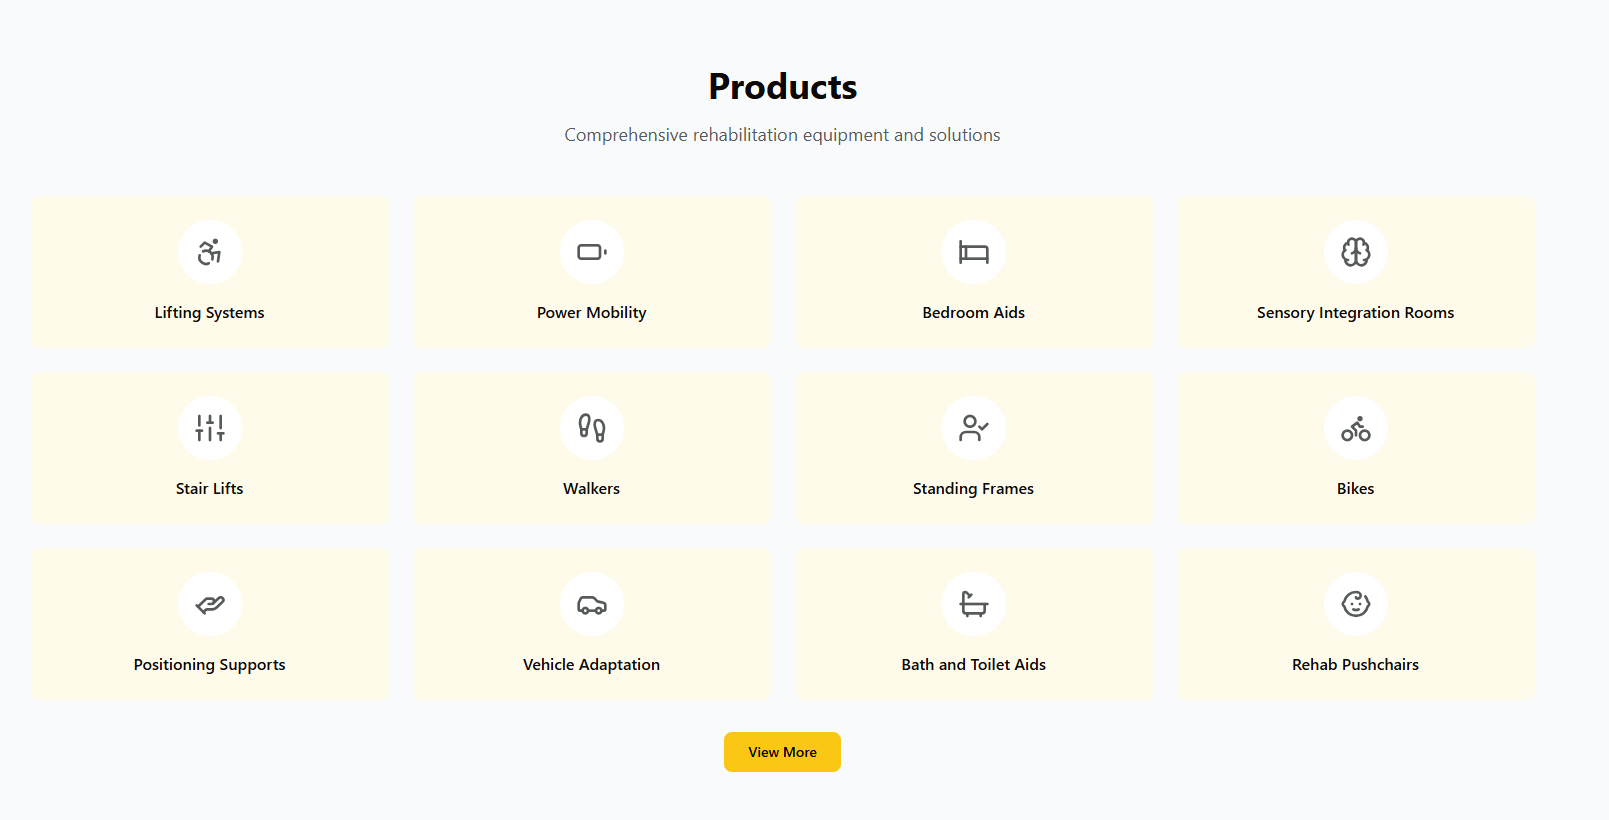 Products
Comprehensive rehabilitation equipment and solutions
Lifting Systems
Power Mobility
Bedroom Aids
Sensory Integration Rooms
Stair Lifts
Walkers
Standing Frames
Bikes
Positioning Supports
Vehicle Adaptation
Bath and Toilet Aids
Rehab Pushchairs
View More